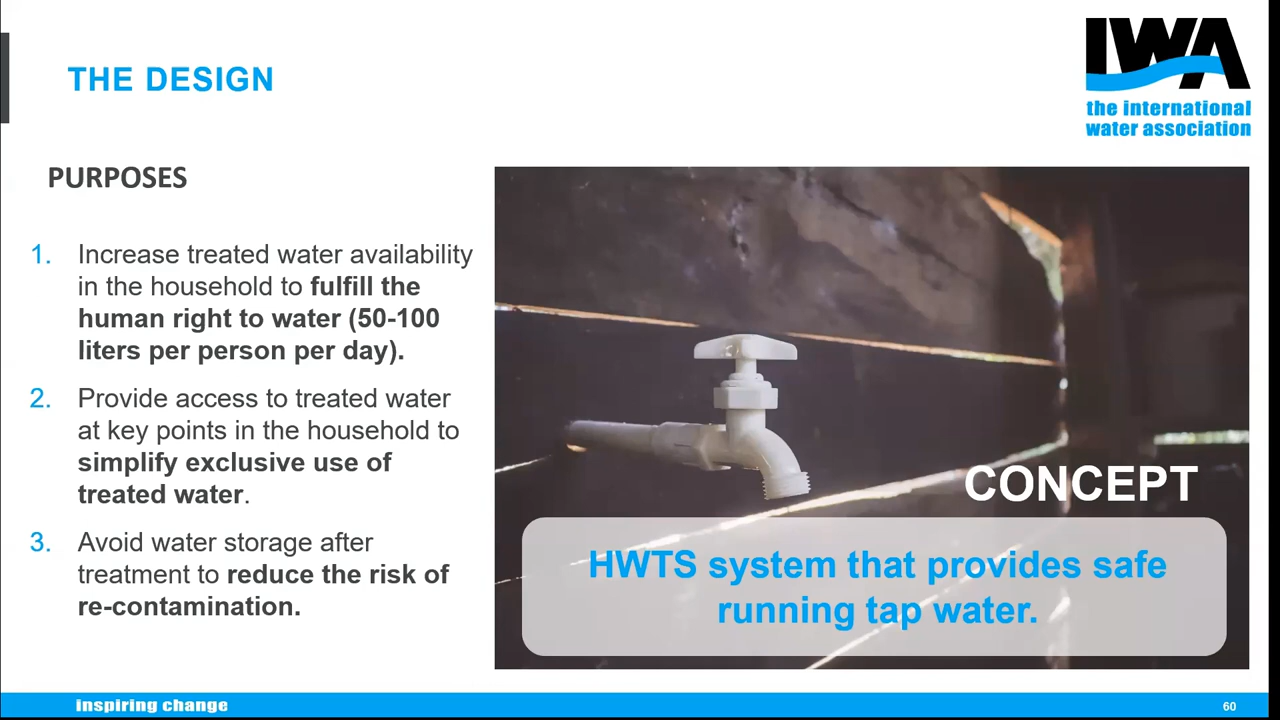 THE DESIGN
IWA
the international
water association
PURPOSES
1. Increase treated water availability
in the household to fulfill the
human right to water (50-100
liters per person per day).
2. Provide access to treated water
at key points in the household to
simplify exclusive use of
treated water.
3. Avoid water storage after
treatment to reduce the risk of
re-contamination.
CONCEPT
HWTS system that provides safe
running tap water.
inspiring change
60